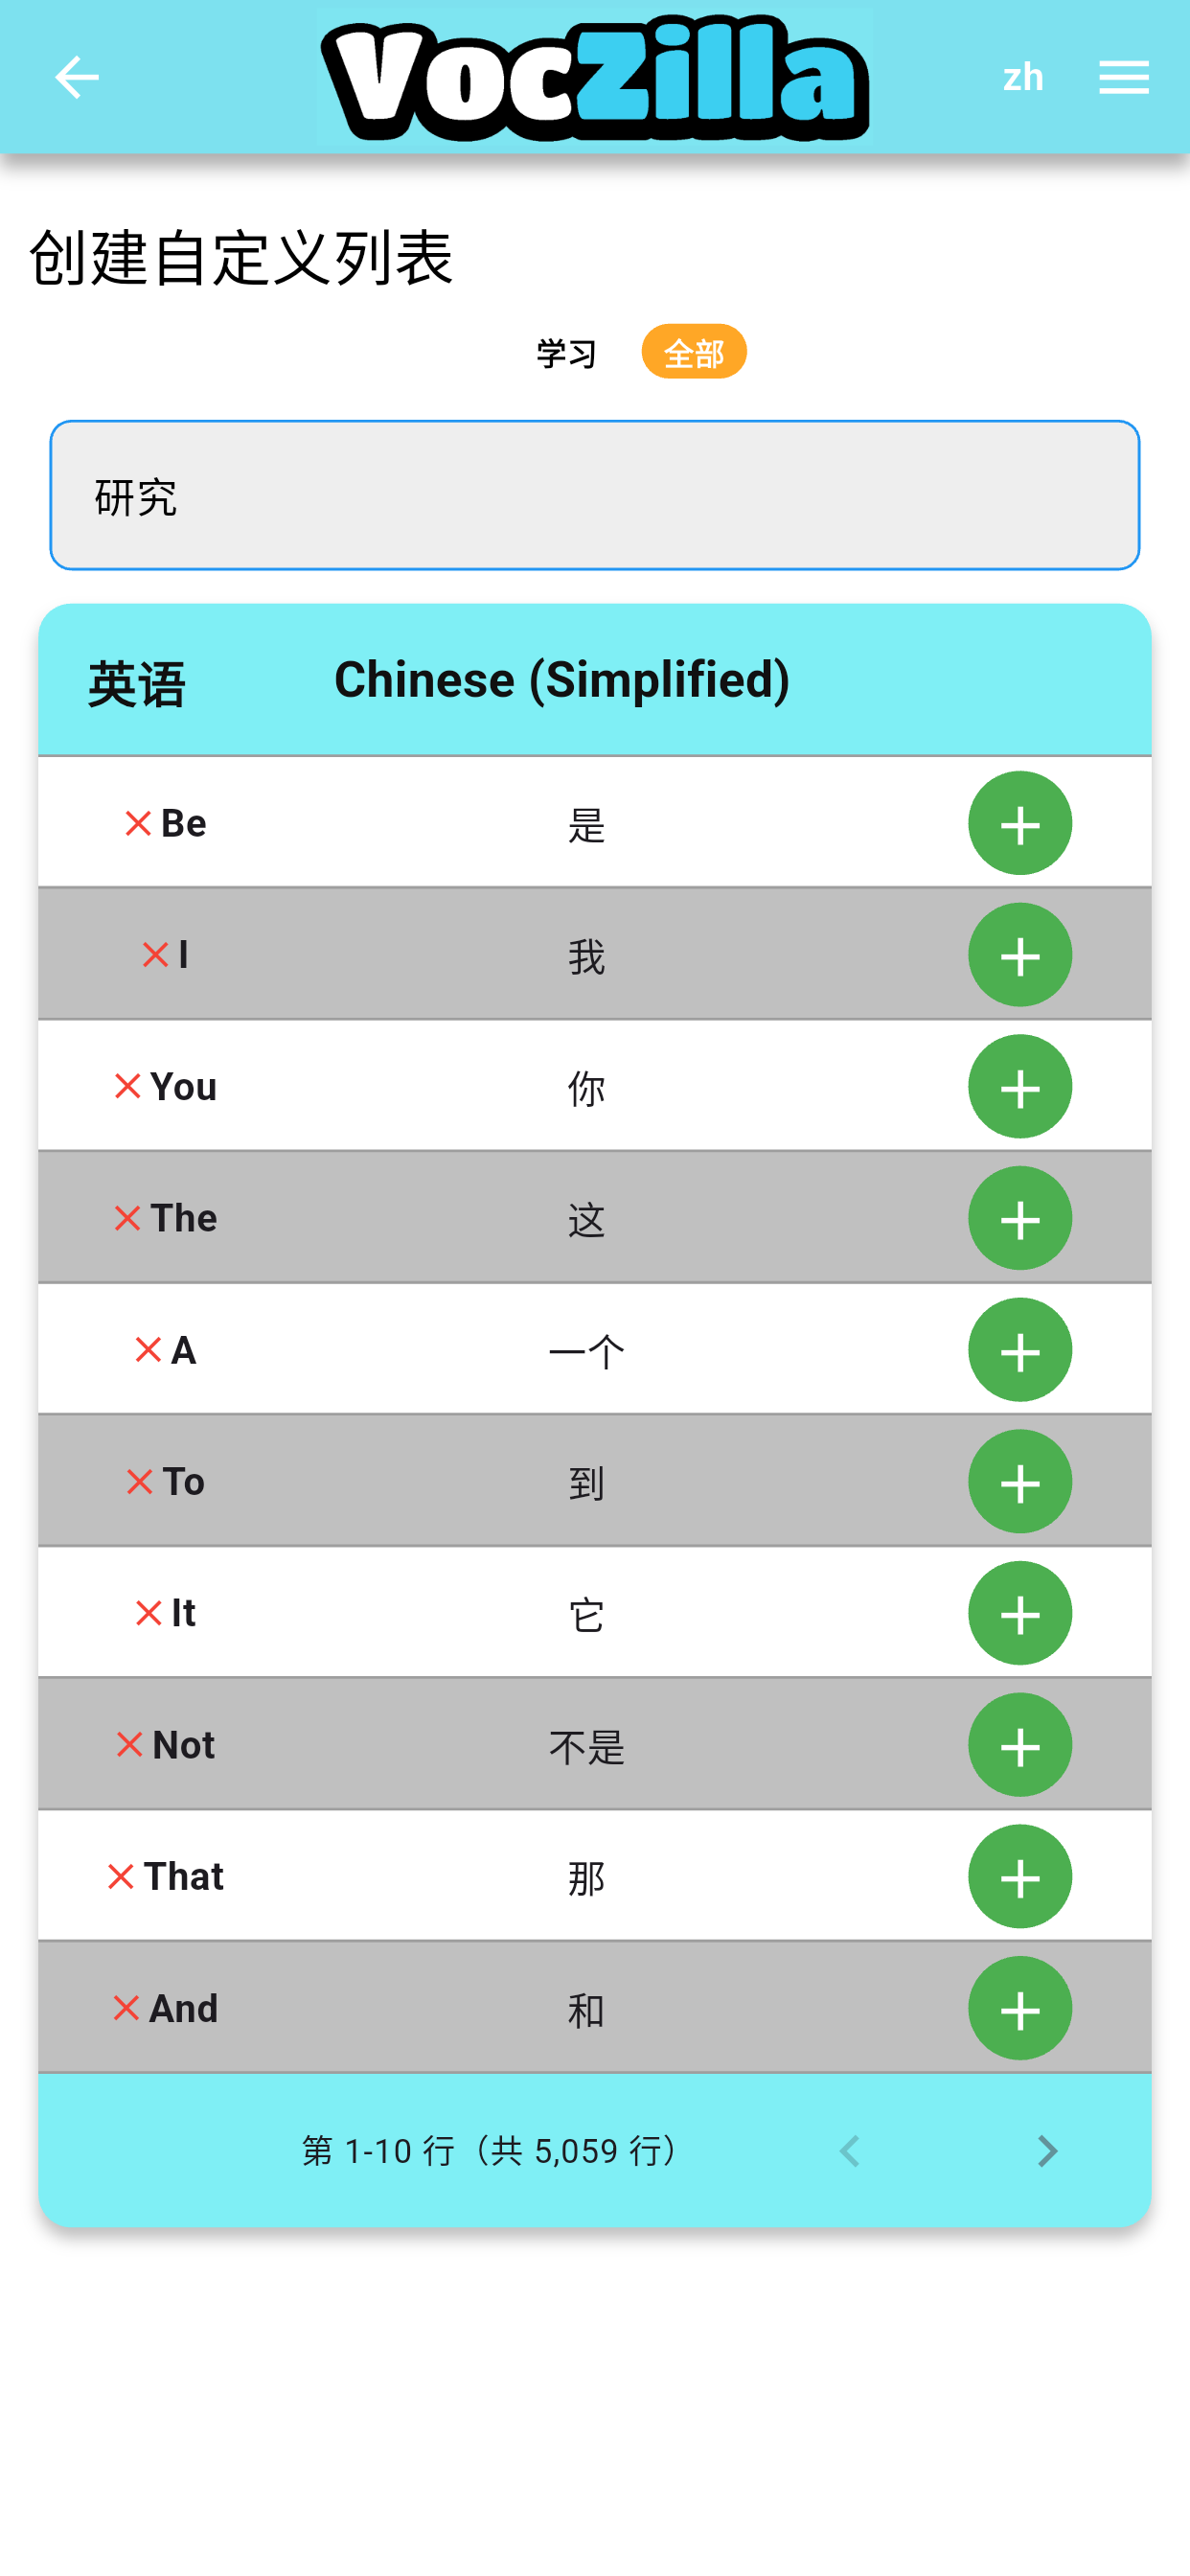 VocZilla
zh
创建自定义列表
学习 全部
研究
英语 Chinese (Simplified)
Be 是
I 我
You 你
The 这
A 一个
To 到
It 它
Not 不是
That 那
And 和
第 1-10 行（共 5,059 行）